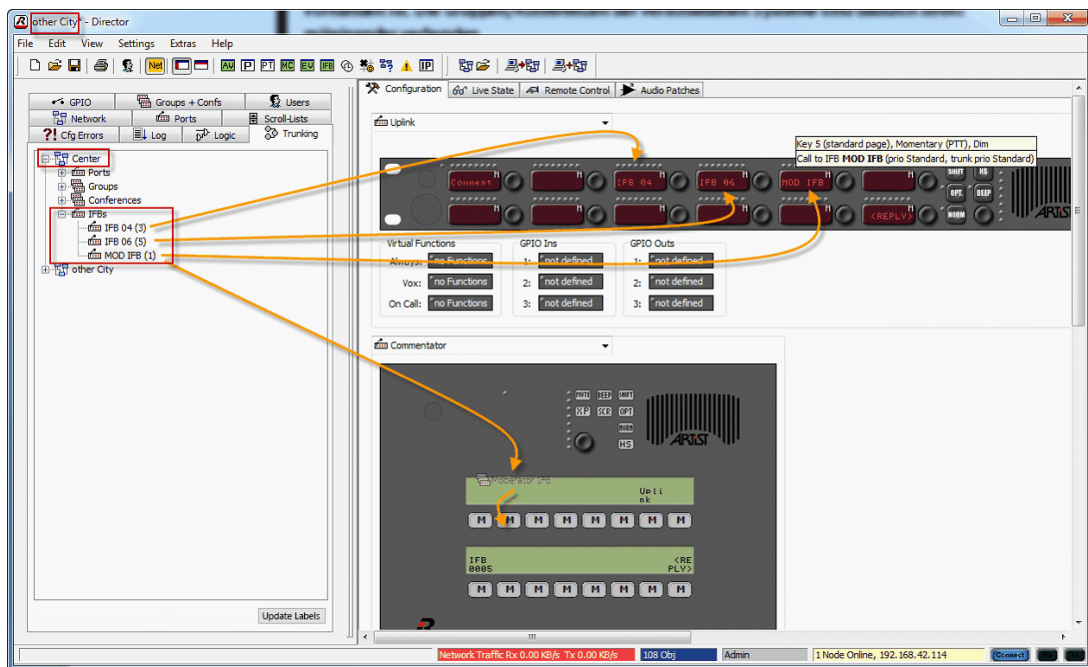 other City* - Director
File Edit View Settings Extras Help
Net AV P PT MC EV IFB IP
GPIO Groups + Confs Users
Network Ports Scroll-Lists
?! Cfg Errors Log Logic Trunking
Center
Ports
Groups
Conferences
IFBs
IFB 04 (3)
IFB 06 (5)
MOD IFB (1)
other City
Update Labels
Configuration Live State Remote Control Audio Patches
Uplink
Key 5 (standard page), Momentary (PTT), Dim
Call to IFB MOD IFB (prio Standard, trunk prio Standard)
Comment M M IFB 04 M IFB 06 M MOD IFB M M SHIFT HS
OPT. BEEP
M M M M M <REPLY> M NORM ARTIST
Virtual Functions GPIO Ins GPIO Outs
Always: no Functions 1: not defined 1: not defined
Vox: no Functions 2: not defined 2: not defined
On Call: no Functions 3: not defined 3: not defined
Commentator
MUTE BEEP SHIFT
XP SCR OPT
NORM
HS
ARTIST
Moderator IFB
Upli
nk
M M M M M M M M
IFB <RE
0005 PLY>
M M M M M M M M
Network Traffic Rx 0.00 KB/s Tx 0.00 KB/s 108 Obj Admin 1 Node Online, 192.168.42.114 Connect